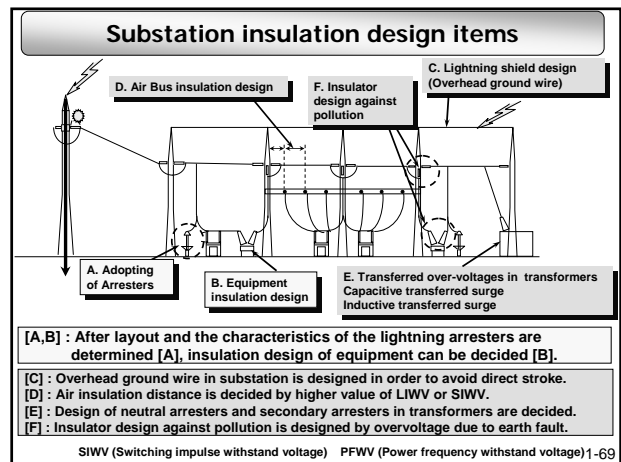 Substation insulation design items
C. Lightning shield design
(Overhead ground wire)
D. Air Bus insulation design
F. Insulator
design against
pollution
A. Adopting
of Arresters
B. Equipment
insulation design
E. Transferred over-voltages in transformers
Capacitive transferred surge
Inductive transferred surge
[A,B] : After layout and the characteristics of the lightning arresters are
determined [A], insulation design of equipment can be decided [B].
[C] : Overhead ground wire in substation is designed in order to avoid direct stroke.
[D] : Air insulation distance is decided by higher value of LIWV or SIWV.
[E] : Design of neutral arresters and secondary arresters in transformers are decided.
[F] : Insulator design against pollution is designed by overvoltage due to earth fault.
SIWV (Switching impulse withstand voltage) PFWV (Power frequency withstand voltage) 1-69